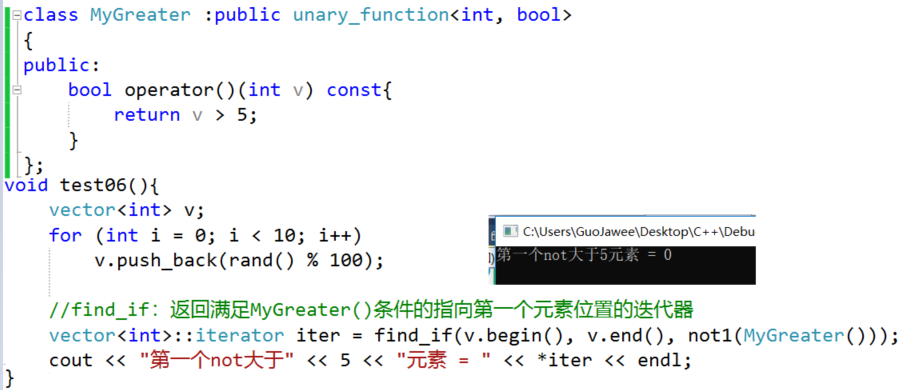 class MyGreater :public unary_function<int, bool>
{
public:
    bool operator()(int v) const{
        return v > 5;
    }
};
void test06(){
    vector<int> v;
    for (int i = 0; i < 10; i++)
        v.push_back(rand() % 100);
C:\Users\GuoJawee\Desktop\C++\Debu
第一个not大于5元素 = 0
    //find_if：返回满足MyGreater()条件的指向第一个元素位置的迭代器
    vector<int>::iterator iter = find_if(v.begin(), v.end(), not1(MyGreater()));
    cout << "第一个not大于" << 5 << "元素 = " << *iter << endl;
}